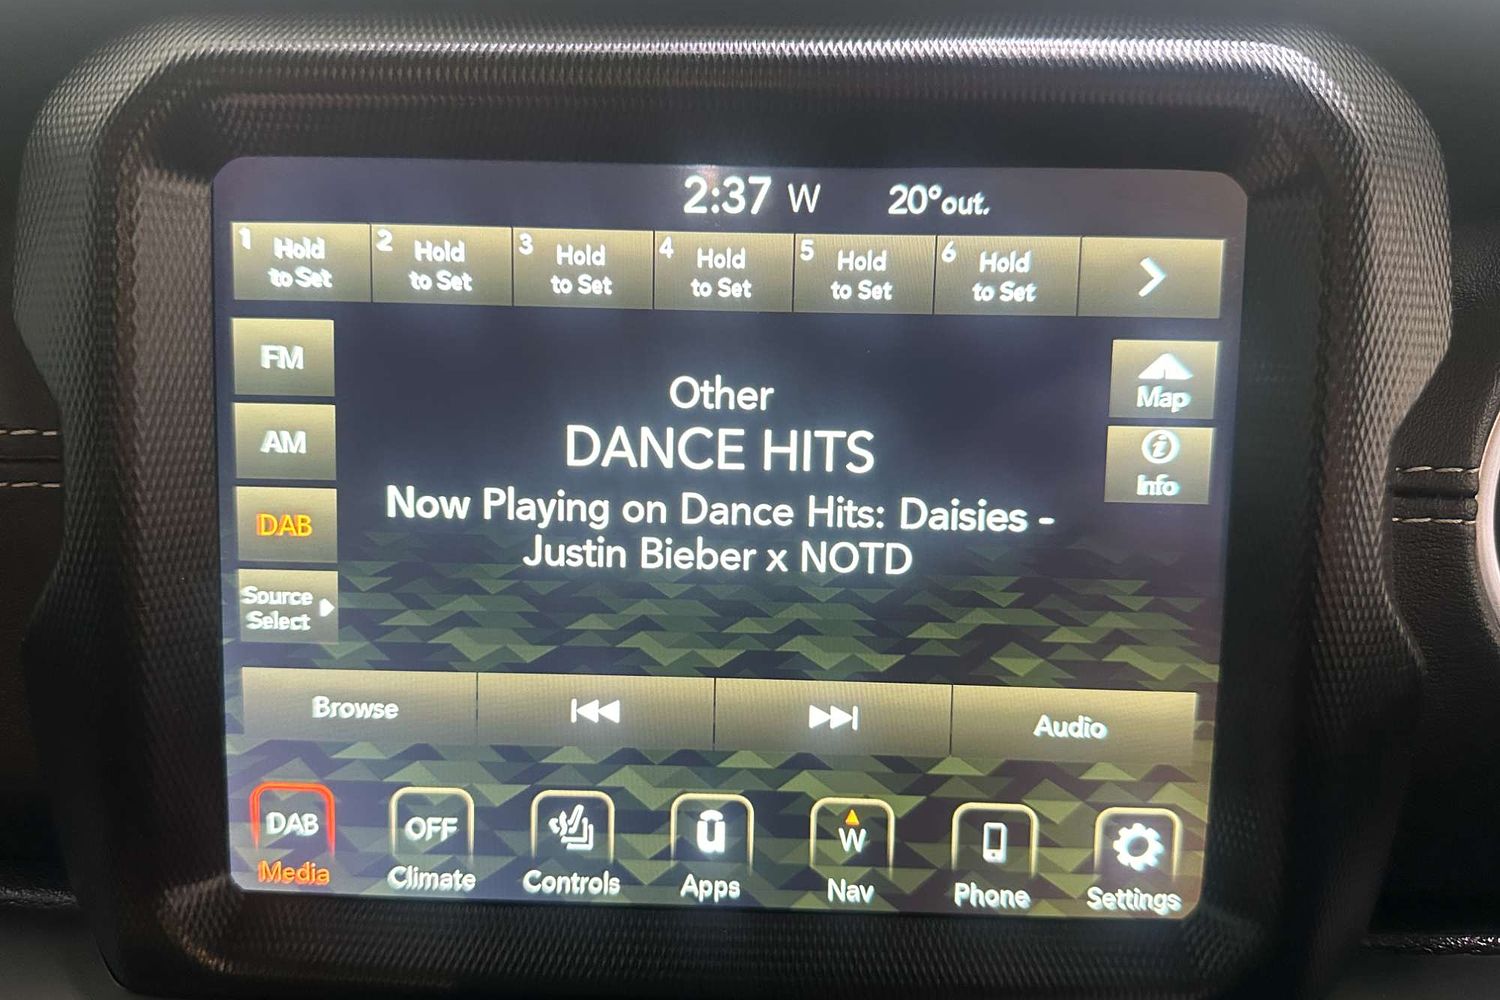 2:37 W 20°out.
1 Hold to Set
2 Hold to Set
3 Hold to Set
4 Hold to Set
5 Hold to Set
6 Hold to Set
FM
AM
DAB
Source Select
Other
DANCE HITS
Now Playing on Dance Hits: Daisies -
Justin Bieber x NOTD
Map
Info
Browse
Audio
DAB Media
OFF Climate
Controls
ū Apps
W Nav
Phone
Settings